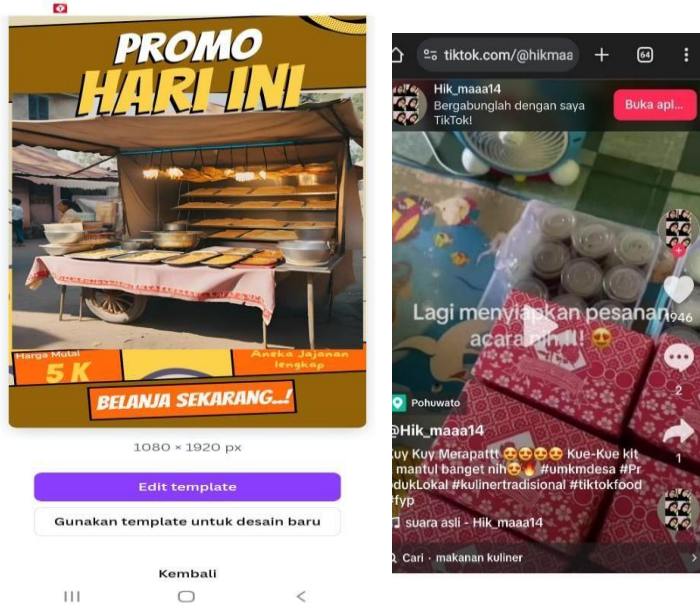 PROMO
HARI INI
Harga Mulai
5 K
Aneka Jajanan
lengkap
BELANJA SEKARANG..!
1080 × 1920 px
Edit template
Gunakan template untuk desain baru
Kembali
tiktok.com/@hikmaa
64
Hik_maaa14
Bergabunglah dengan saya
TikTok!
Buka apl...
Lagi menyiapkan pesanan
acara nih!!! 😍
1946
2
Pohuwato
@Hik_maaa14
1
Kuy Kuy Merapattt 😍😍😍😍 Kue-Kue kit
mantul banget nih😍🔥 #umkmdesa #Pr
odukLokal #kulinertradisional #tiktokfood
#fyp
suara asli - Hik_maaa14
Cari · makanan kuliner